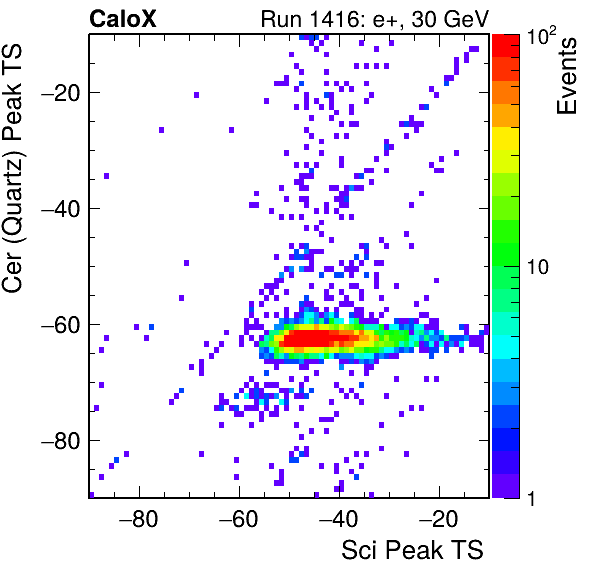 CaloX Run 1416: e+, 30 GeV
Cer (Quartz) Peak TS
−20
−40
−60
−80
−80 −60 −40 −20
Sci Peak TS
10²
10
1
Events